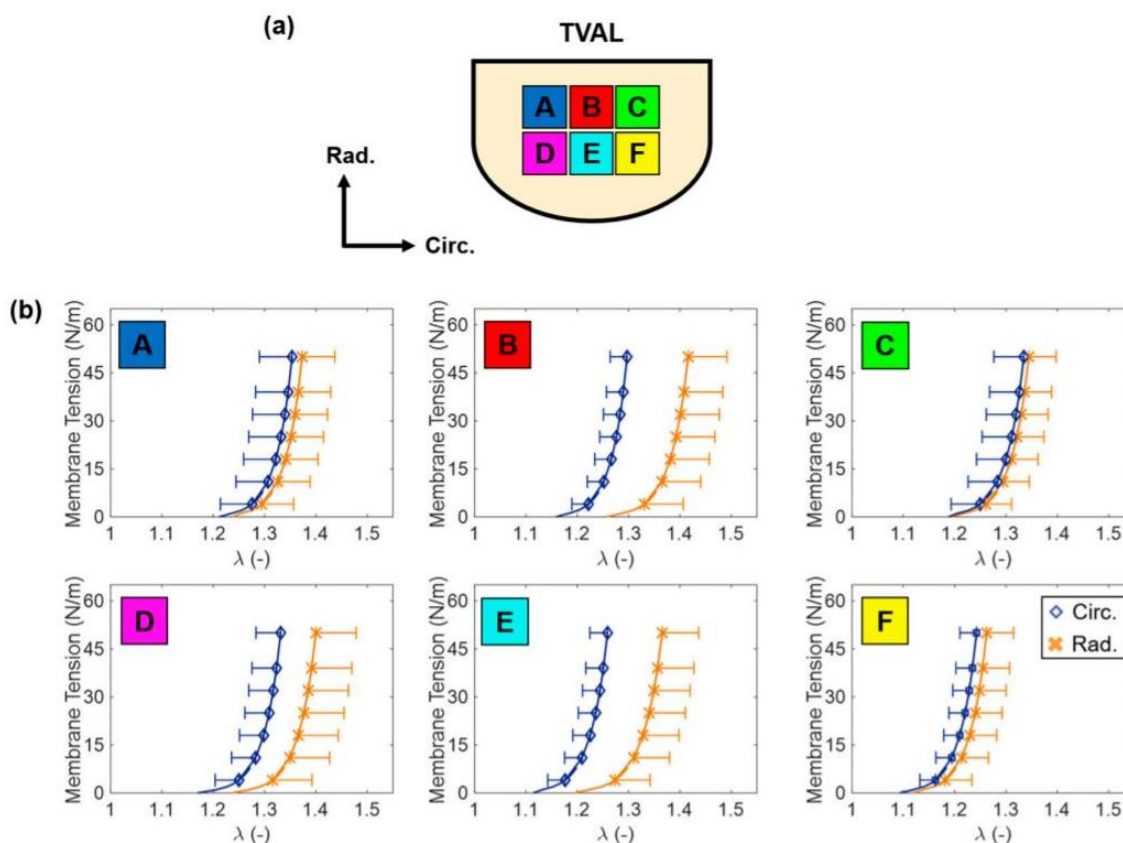 (a)
TVAL
A B C
D E F
Rad.
Circ.
(b)
Membrane Tension (N/m)
60
45
30
15
0
A
1 1.1 1.2 1.3 1.4 1.5
λ (-)
Membrane Tension (N/m)
60
45
30
15
0
B
1 1.1 1.2 1.3 1.4 1.5
λ (-)
Membrane Tension (N/m)
60
45
30
15
0
C
1 1.1 1.2 1.3 1.4 1.5
λ (-)
Membrane Tension (N/m)
60
45
30
15
0
D
1 1.1 1.2 1.3 1.4 1.5
λ (-)
Membrane Tension (N/m)
60
45
30
15
0
E
1 1.1 1.2 1.3 1.4 1.5
λ (-)
Membrane Tension (N/m)
60
45
30
15
0
F
Circ.
Rad.
1 1.1 1.2 1.3 1.4 1.5
λ (-)